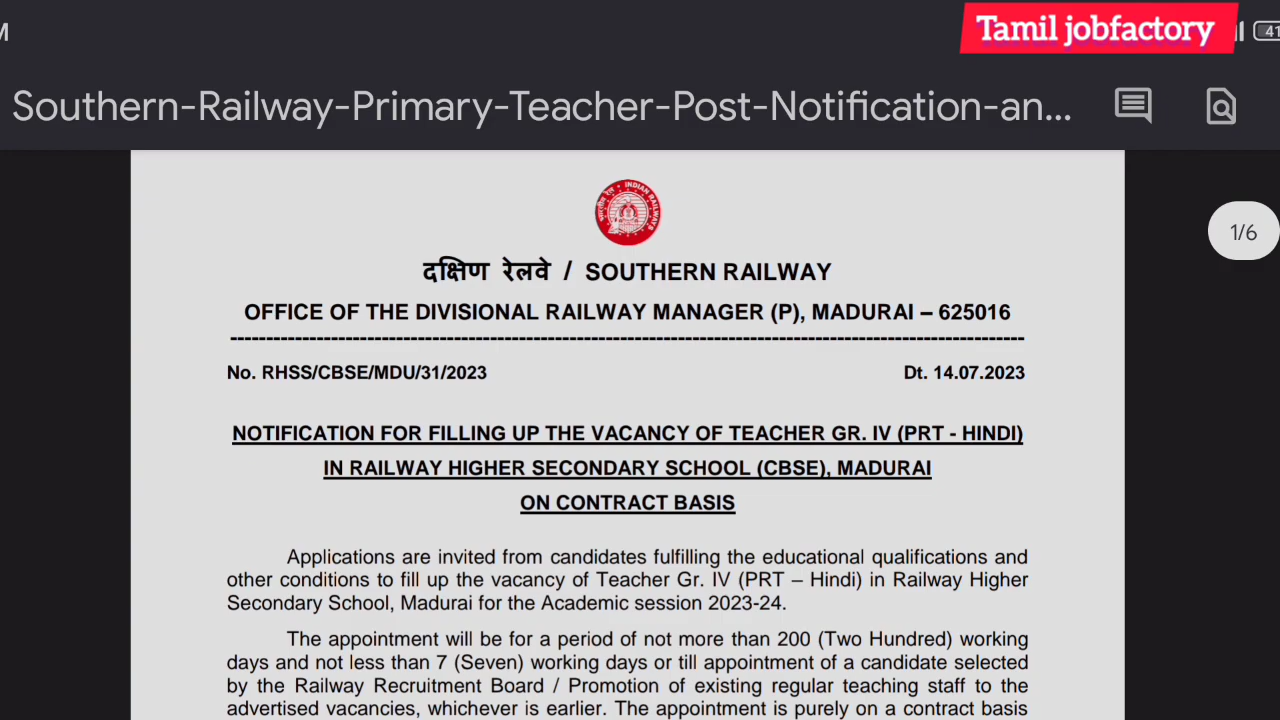 M
Tamil jobfactory
41
Southern-Railway-Primary-Teacher-Post-Notification-an...
1/6
INDIAN RAILWAYS
दक्षिण रेलवे / SOUTHERN RAILWAY
OFFICE OF THE DIVISIONAL RAILWAY MANAGER (P), MADURAI – 625016
No. RHSS/CBSE/MDU/31/2023 Dt. 14.07.2023
NOTIFICATION FOR FILLING UP THE VACANCY OF TEACHER GR. IV (PRT - HINDI)
IN RAILWAY HIGHER SECONDARY SCHOOL (CBSE), MADURAI
ON CONTRACT BASIS
Applications are invited from candidates fulfilling the educational qualifications and
other conditions to fill up the vacancy of Teacher Gr. IV (PRT – Hindi) in Railway Higher
Secondary School, Madurai for the Academic session 2023-24.
The appointment will be for a period of not more than 200 (Two Hundred) working
days and not less than 7 (Seven) working days or till appointment of a candidate selected
by the Railway Recruitment Board / Promotion of existing regular teaching staff to the
advertised vacancies, whichever is earlier. The appointment is purely on a contract basis